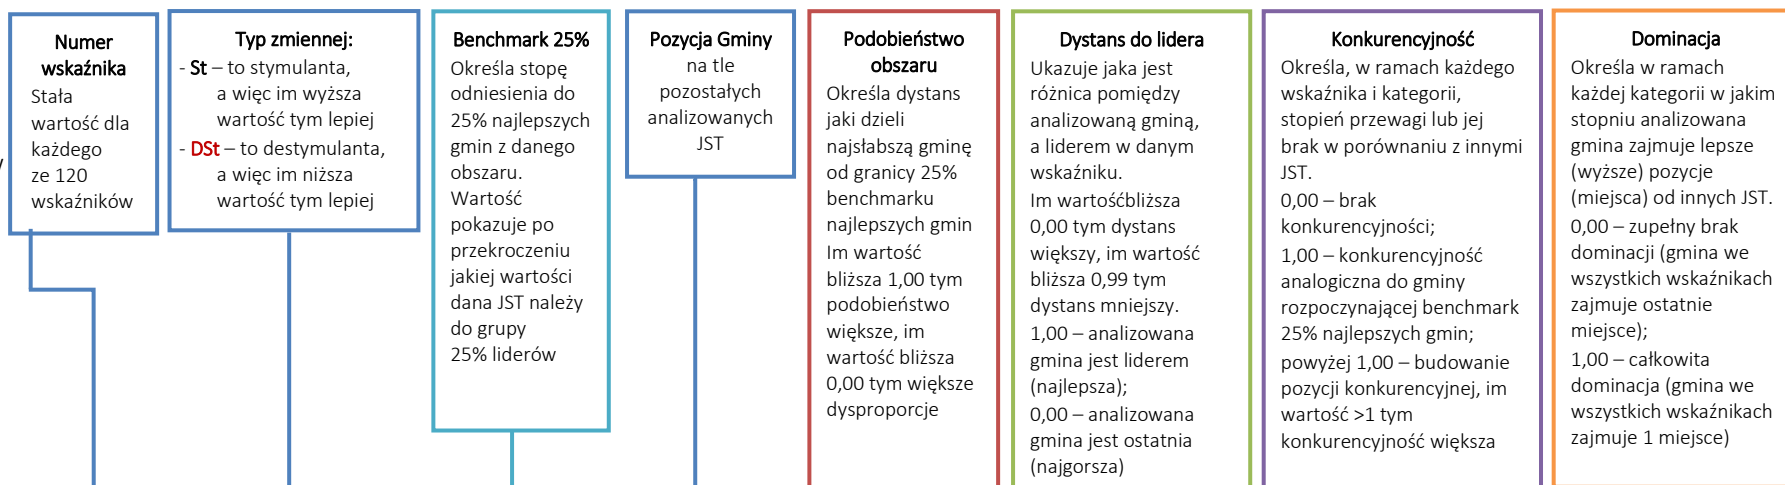 Numer
wskaźnika
Stała
wartość dla
każdego
ze 120
wskaźników
Typ zmiennej:
- St – to stymulanta,
a więc im wyższa
wartość tym lepiej
- DSt – to destymulanta,
a więc im niższa
wartość tym lepiej
Benchmark 25%
Określa stopę
odniesienia do
25% najlepszych
gmin z danego
obszaru.
Wartość
pokazuje po
przekroczeniu
jakiej wartości
dana JST należy
do grupy
25% liderów
Pozycja Gminy
na tle
pozostałych
analizowanych
JST
Podobieństwo
obszaru
Określa dystans
jaki dzieli
najsłabszą gminę
od granicy 25%
benchmarku
najlepszych gmin
Im wartość
bliższa 1,00 tym
podobieństwo
większe, im
wartość bliższa
0,00 tym większe
dysproporcje
Dystans do lidera
Ukazuje jaka jest
różnica pomiędzy
analizowaną gminą,
a liderem w danym
wskaźniku.
Im wartośćbliższa
0,00 tym dystans
większy, im wartość
bliższa 0,99 tym
dystans mniejszy.
1,00 – analizowana
gmina jest liderem
(najlepsza);
0,00 – analizowana
gmina jest ostatnia
(najgorsza)
Konkurencyjność
Określa, w ramach każdego
wskaźnika i kategorii,
stopień przewagi lub jej
brak w porównaniu z innymi
JST.
0,00 – brak
konkurencyjności;
1,00 – konkurencyjność
analogiczna do gminy
rozpoczynającej benchmark
25% najlepszych gmin;
powyżej 1,00 – budowanie
pozycji konkurencyjnej, im
wartość >1 tym
konkurencyjność większa
Dominacja
Określa w ramach
każdej kategorii w jakim
stopniu analizowana
gmina zajmuje lepsze
(wyższe) pozycje
(miejsca) od innych JST.
0,00 – zupełny brak
dominacji (gmina we
wszystkich wskaźnikach
zajmuje ostatnie
miejsce);
1,00 – całkowita
dominacja (gmina we
wszystkich wskaźnikach
zajmuje 1 miejsce)